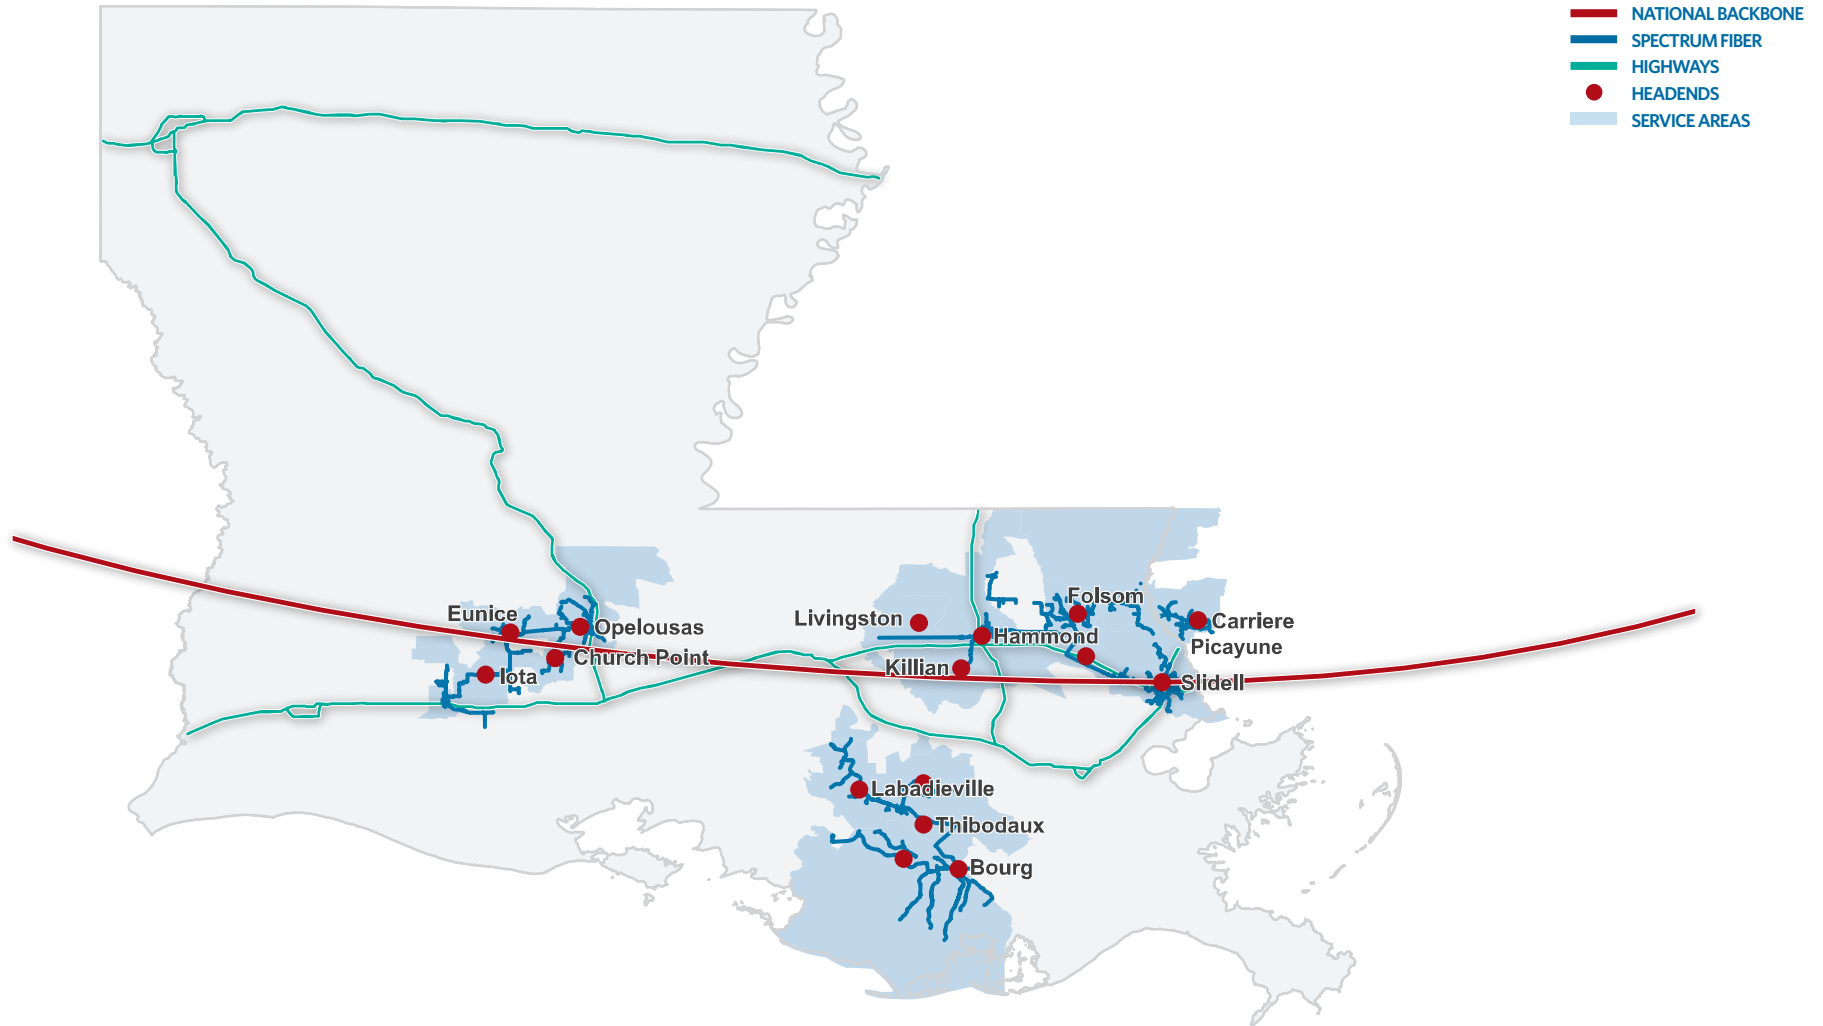 NATIONAL BACKBONE
SPECTRUM FIBER
HIGHWAYS
HEADENDS
SERVICE AREAS
Folsom
Eunice
Livingston
Carriere
Opelousas
Hammond
Picayune
Church Point
Killian
Iota
Slidell
Labadieville
Thibodaux
Bourg